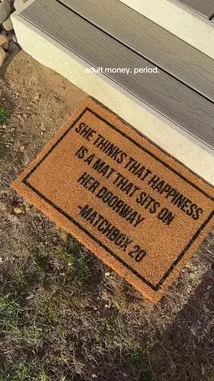 adult money. period.
SHE THINKS THAT HAPPINESS
IS A MAT THAT SITS ON
HER DOORWAY
-MATCHBOX 20